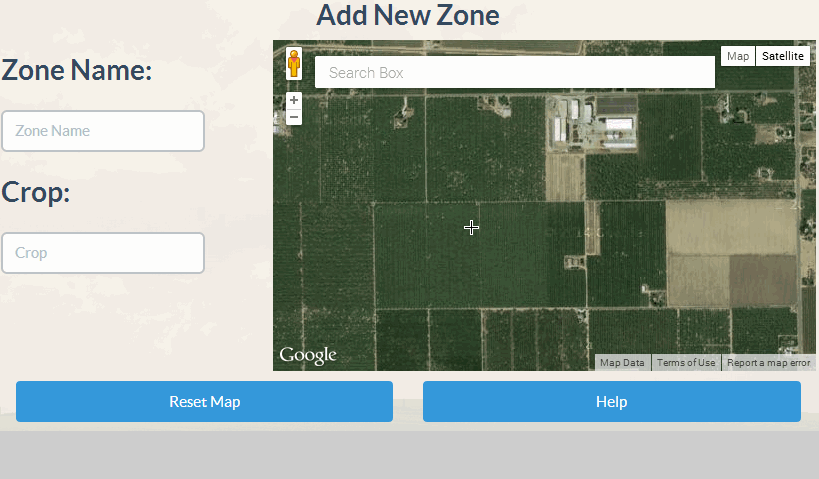 Add New Zone
Zone Name:
Zone Name
Crop:
Crop
Search Box
Map Satellite
+
−
Google
Map Data Terms of Use Report a map error
Reset Map
Help